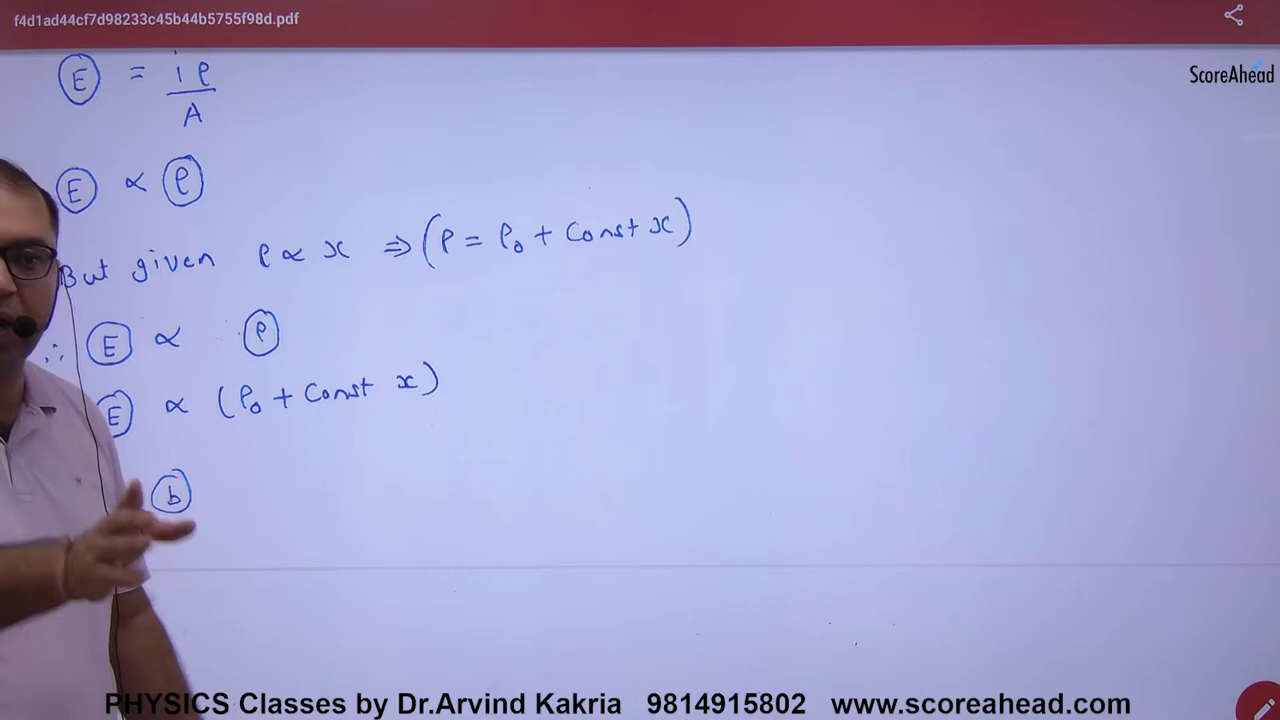 f4d1ad44cf7d98233c45b44b5755f98d.pdf
ScoreAhead
E = iρ/A
E ∝ ρ
But given ρ ∝ x ⇒ (ρ = ρ₀ + Const x)
∴ E ∝ ρ
E ∝ (ρ₀ + Const x)
b
PHYSICS Classes by Dr.Arvind Kakria 9814915802 www.scoreahead.com